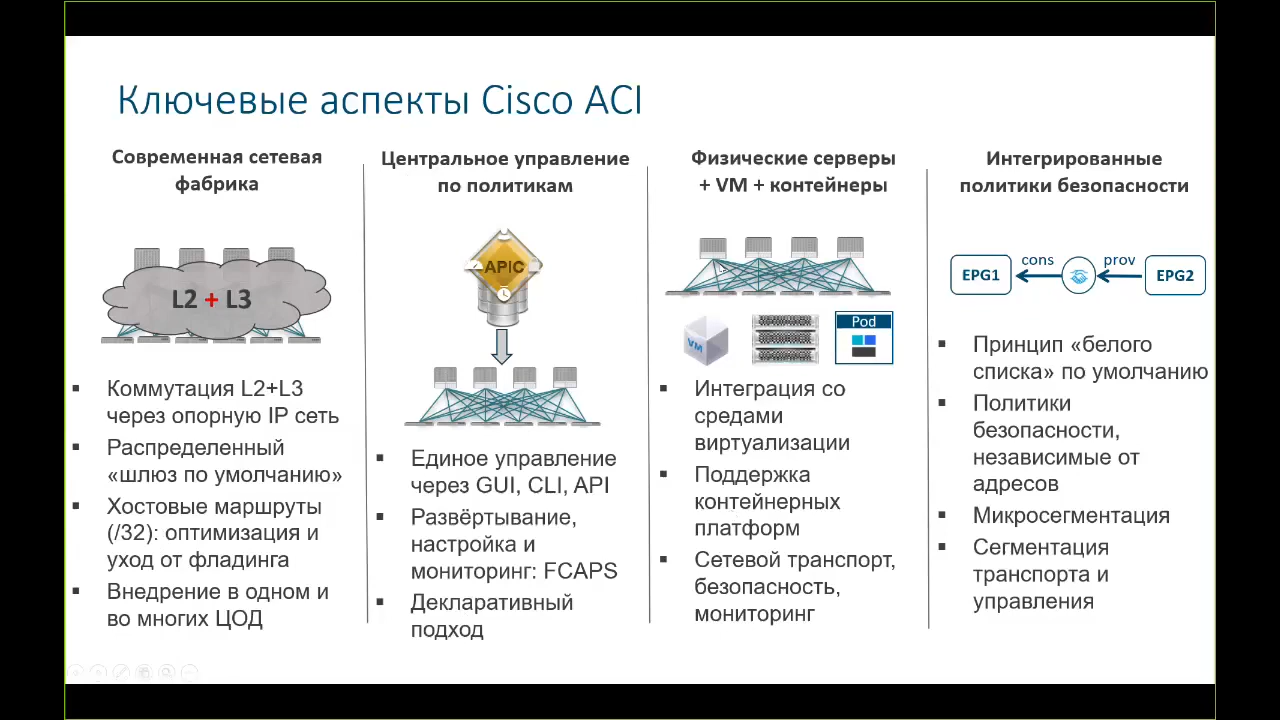 Ключевые аспекты Cisco ACI
Современная сетевая
фабрика
L2 + L3
▪ Коммутация L2+L3
через опорную IP сеть
▪ Распределенный
«шлюз по умолчанию»
▪ Хостовые маршруты
(/32): оптимизация и
уход от фладинга
▪ Внедрение в одном и
во многих ЦОД
Центральное управление
по политикам
APIC
▪ Единое управление
через GUI, CLI, API
▪ Развёртывание,
настройка и
мониторинг: FCAPS
▪ Декларативный
подход
Физические серверы
+ VM + контейнеры
VM
Pod
▪ Интеграция со
средами
виртуализации
▪ Поддержка
контейнерных
платформ
▪ Сетевой транспорт,
безопасность,
мониторинг
Интегрированные
политики безопасности
EPG1 cons prov EPG2
▪ Принцип «белого
списка» по умолчанию
▪ Политики
безопасности,
независимые от
адресов
▪ Микросегментация
▪ Сегментация
транспорта и
управления